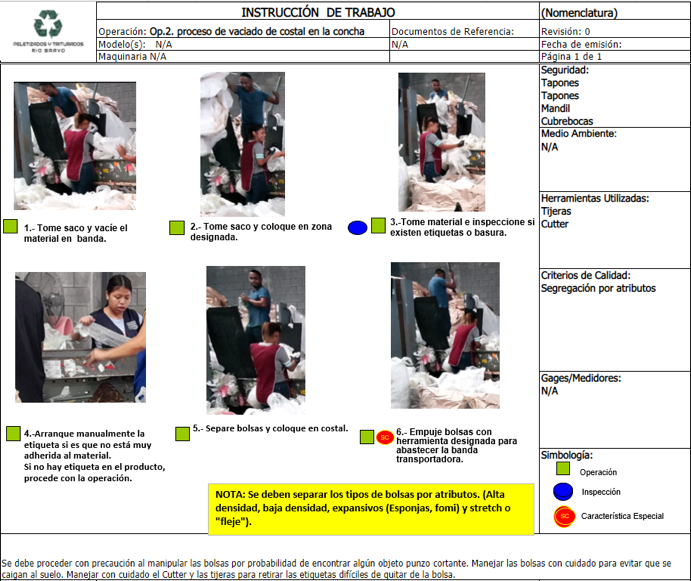 INSTRUCCIÓN DE TRABAJO
(Nomenclatura)
PELETIZADOS Y TRITURADOS
RIO BRAVO
Operación: Op.2. proceso de vaciado de costal en la concha
Documentos de Referencia:
Revisión: 0
Modelo(s): N/A
N/A
Fecha de emisión:
Maquinaria N/A
Página 1 de 1
Seguridad:
Tapones
Tapones
Mandil
Cubrebocas
Medio Ambiente:
N/A
Herramientas Utilizadas:
Tijeras
Cutter
Criterios de Calidad:
Segregación por atributos
Gages/Medidores:
N/A
Simbología:
Operación
Inspección
SC
Característica Especial
1.- Tome saco y vacíe el
material en banda.
2.- Tome saco y coloque en zona
designada.
3.-Tome material e inspeccione si
existen etiquetas o basura.
4.-Arranque manualmente la
etiqueta si es que no está muy
adherida al material.
Si no hay etiqueta en el producto,
procede con la operación.
5.- Separe bolsas y coloque en costal.
SC
6.- Empuje bolsas con
herramienta designada para
abastecer la banda
transportadora.
NOTA: Se deben separar los tipos de bolsas por atributos. (Alta
densidad, baja densidad, expansivos (Esponjas, fomi) y stretch o
"fleje").
Se debe proceder con precaución al manipular las bolsas por probabilidad de encontrar algún objeto punzo cortante. Manejar las bolsas con cuidado para evitar que se
caigan al suelo. Manejar con cuidado el Cutter y las tijeras para retirar las etiquetas difíciles de quitar de la bolsa.